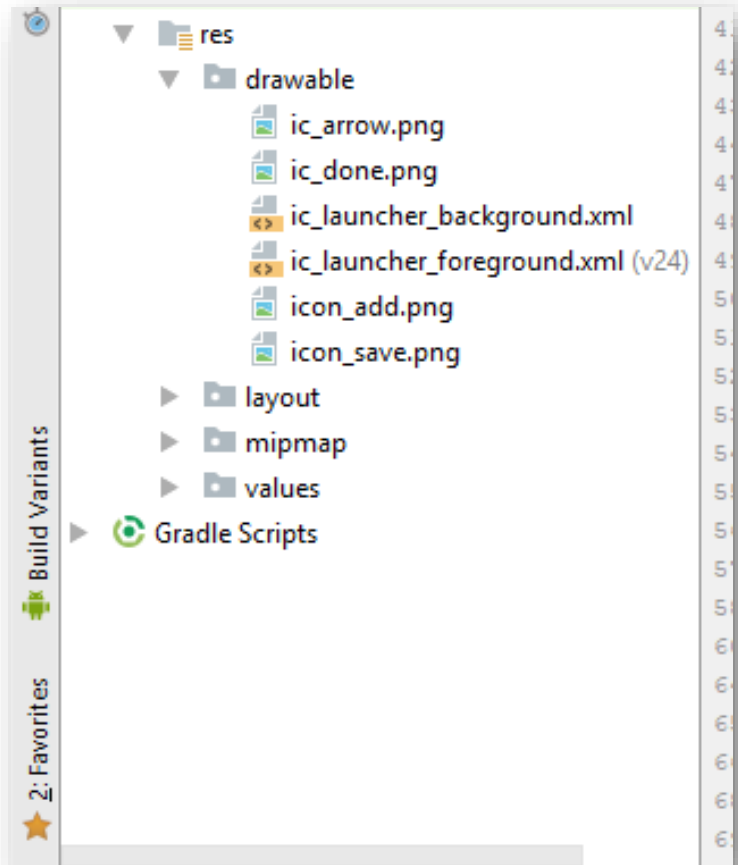 res
drawable
ic_arrow.png
ic_done.png
ic_launcher_background.xml
ic_launcher_foreground.xml (v24)
icon_add.png
icon_save.png
layout
mipmap
values
Gradle Scripts
Build Variants
2: Favorites